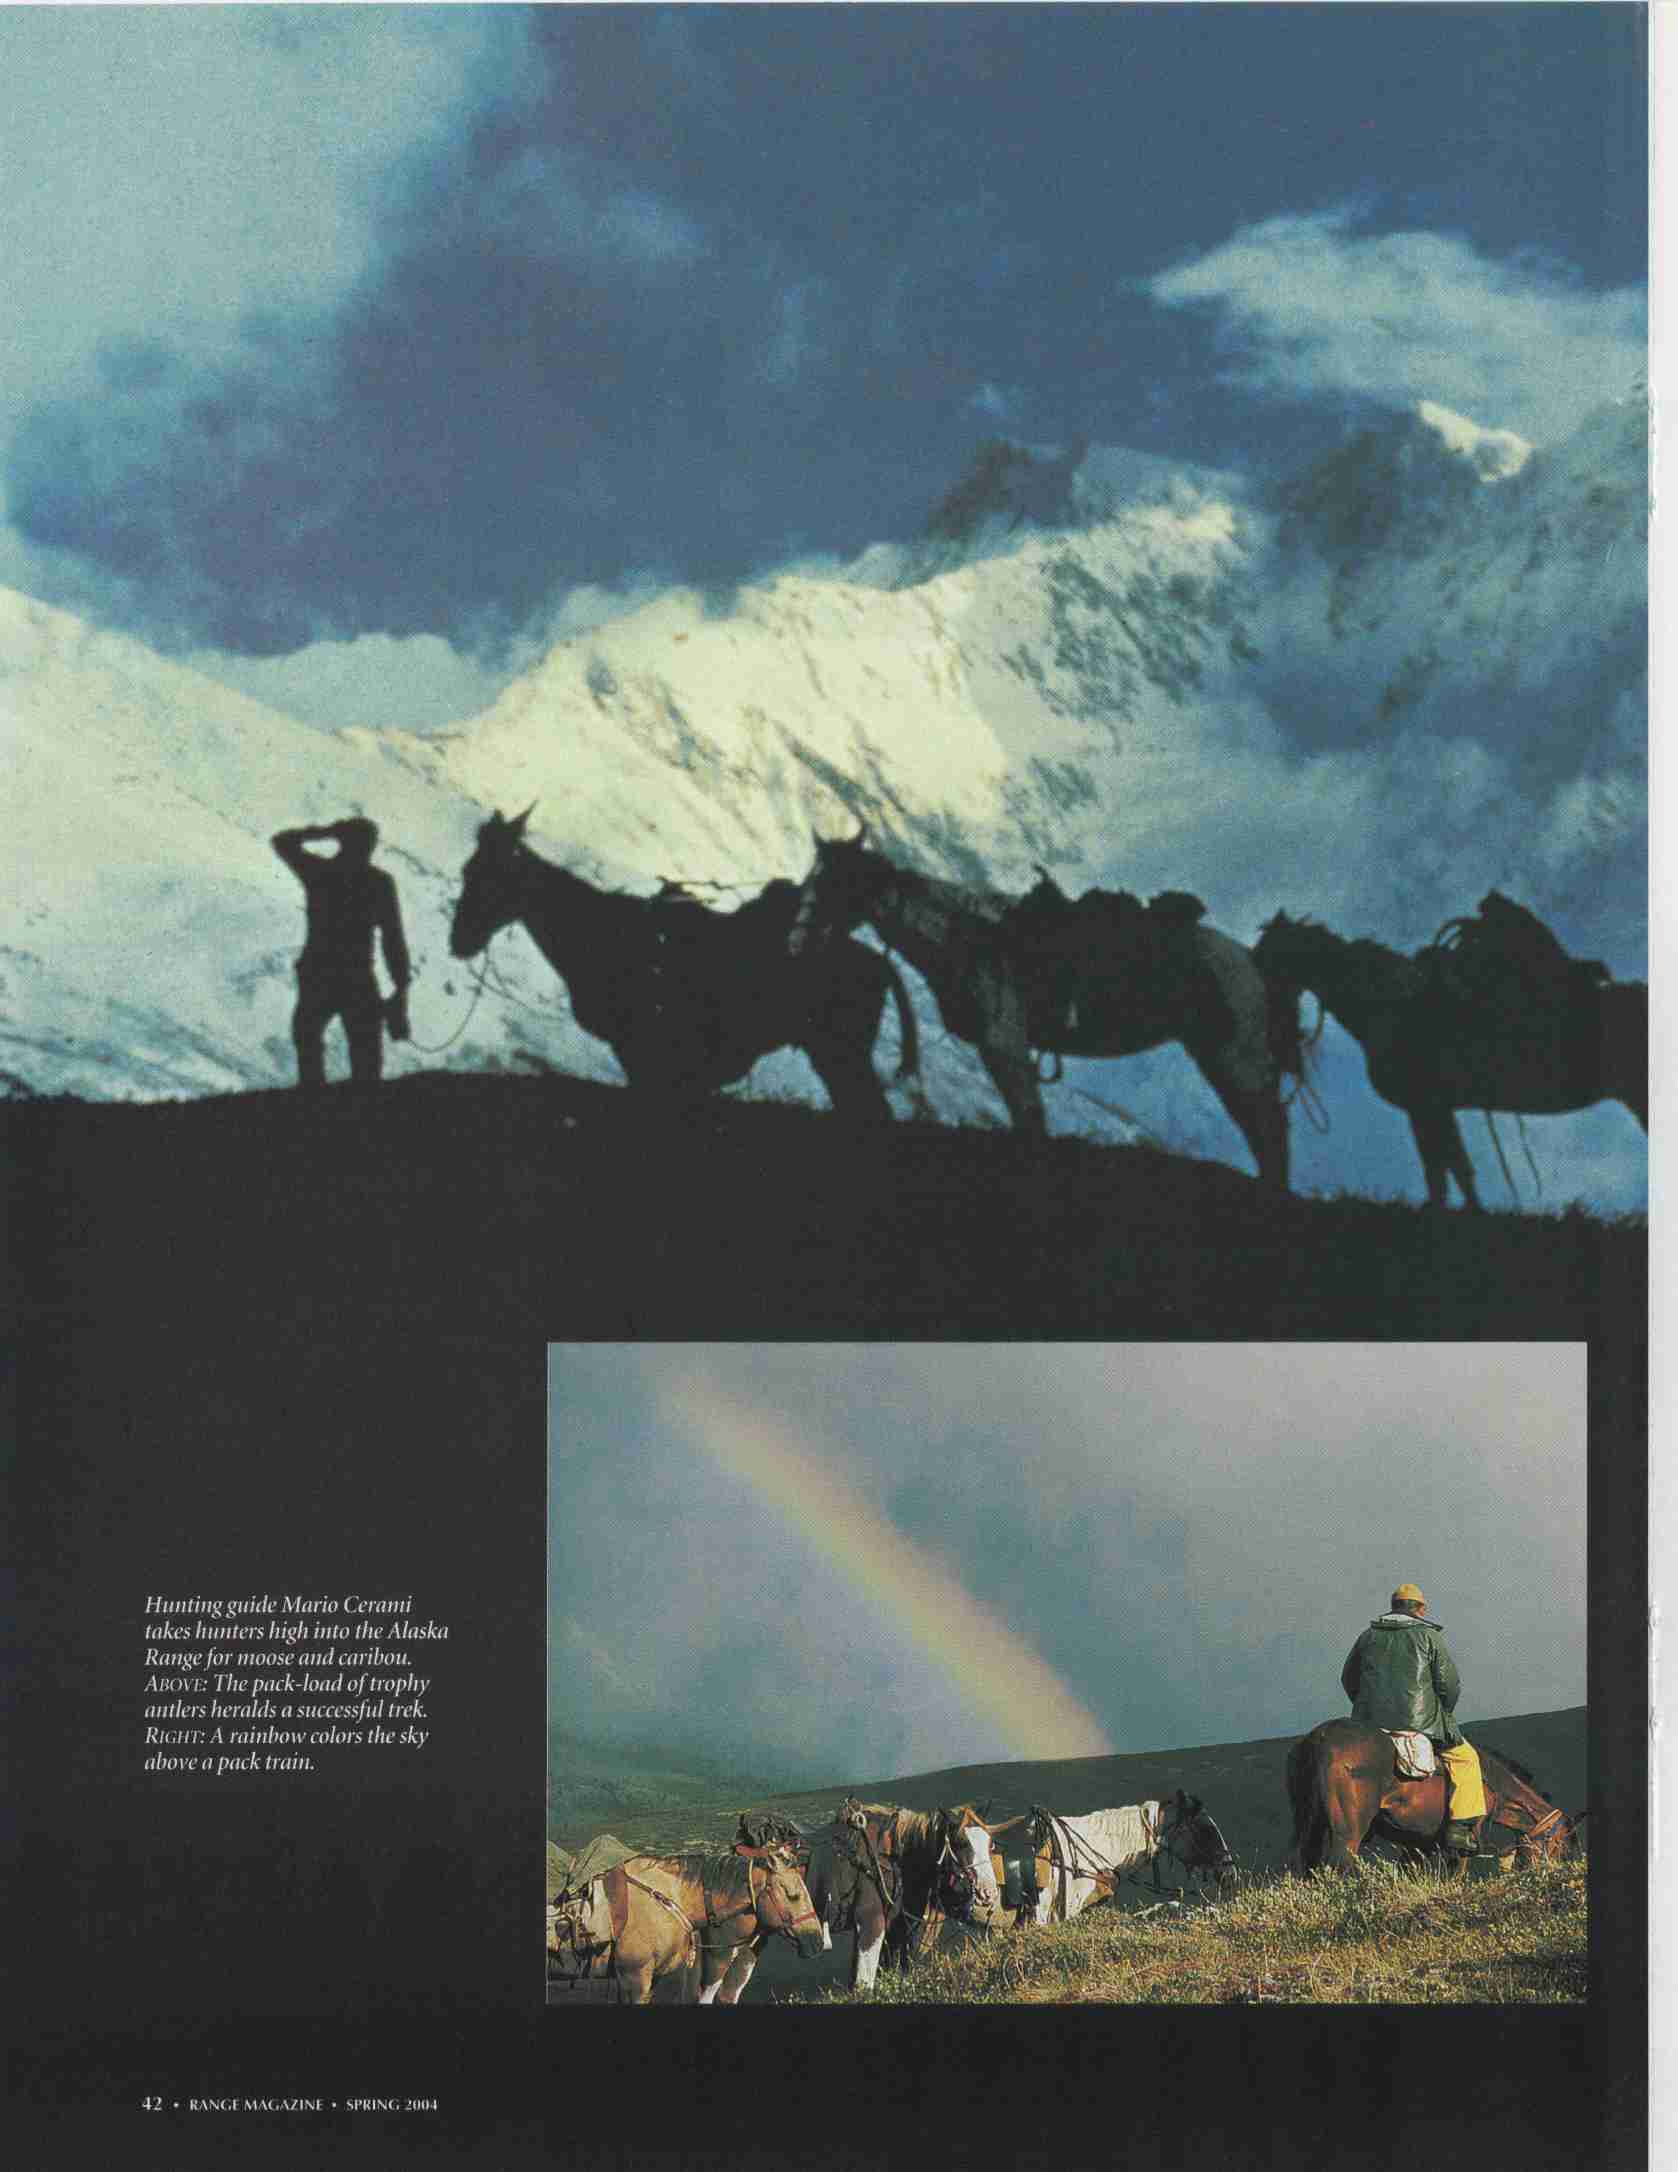 Hunting guide Mario Cerami
takes hunters high into the Alaska
Range for moose and caribou.
ABOVE: The pack-load of trophy
antlers heralds a successful trek.
RIGHT: A rainbow colors the sky
above a pack train.
42 • RANGE MAGAZINE • SPRING 2004